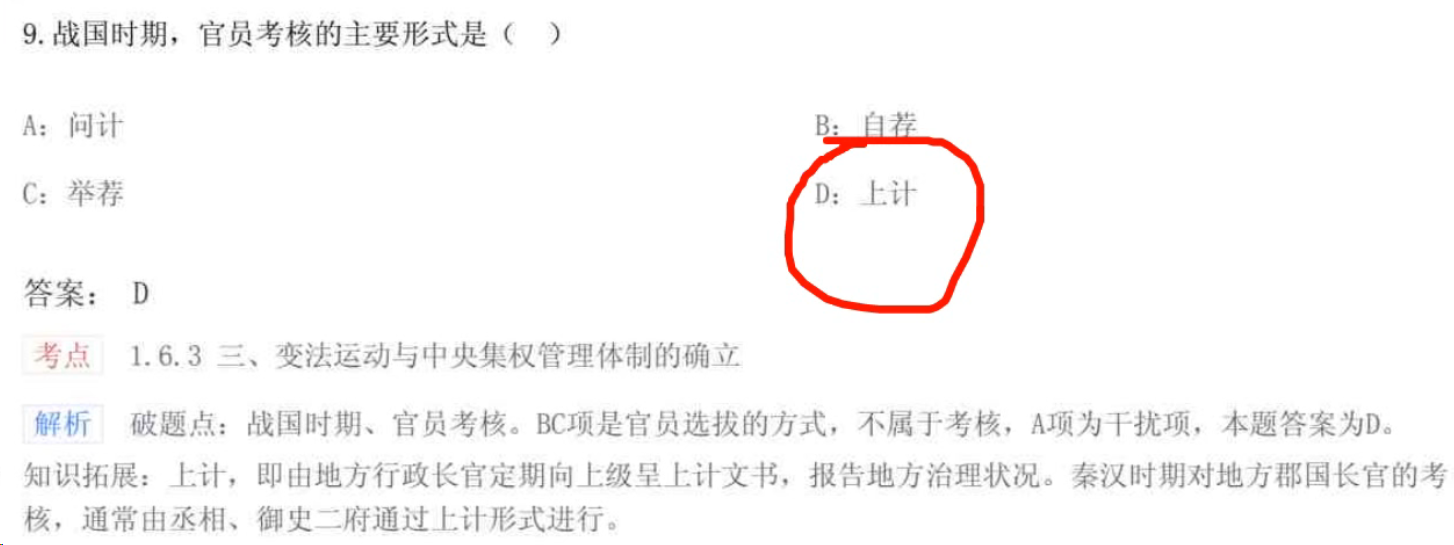 9.战国时期，官员考核的主要形式是（ ）
A：问计 B：自荐
C：举荐 D：上计
答案： D
考点 1.6.3 三、变法运动与中央集权管理体制的确立
解析 破题点：战国时期、官员考核。BC项是官员选拔的方式，不属于考核，A项为干扰项，本题答案为D。
知识拓展：上计，即由地方行政长官定期向上级呈上计文书，报告地方治理状况。秦汉时期对地方郡国长官的考
核，通常由丞相、御史二府通过上计形式进行。